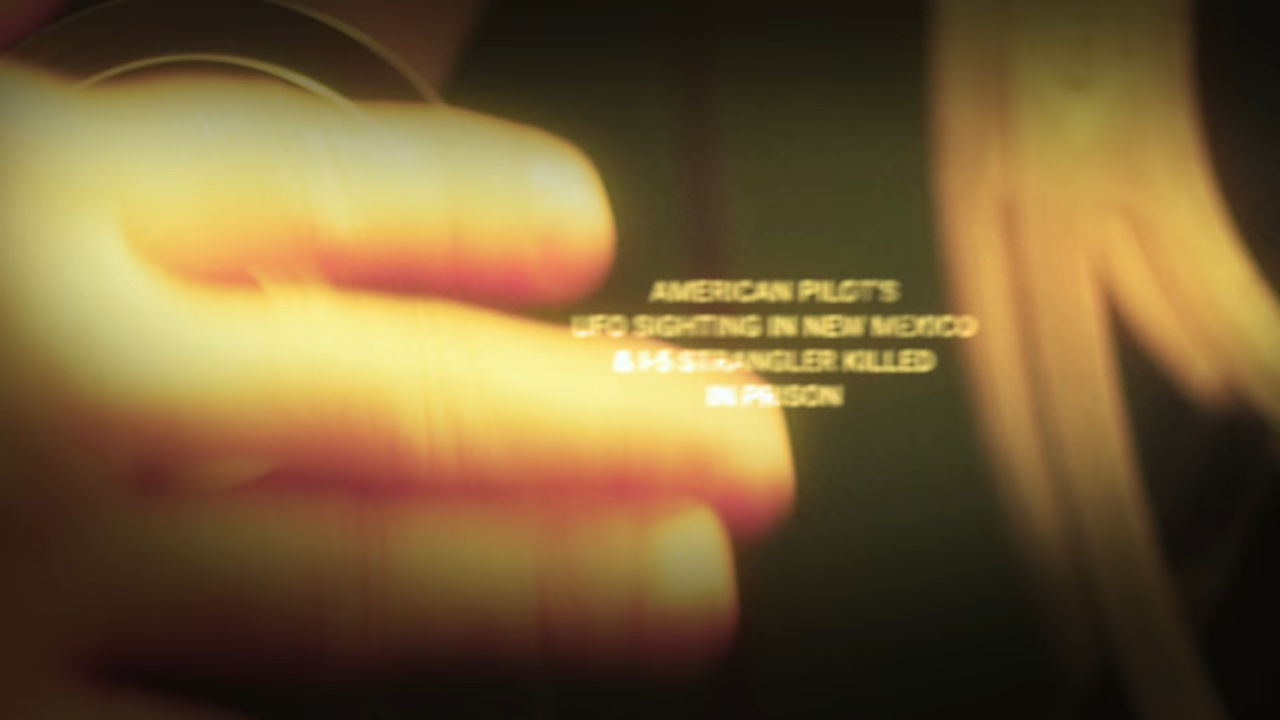 AMERICAN PILOT'S
UFO SIGHTING IN NEW MEXICO
& I-5 STRANGLER KILLED
IN PRISON